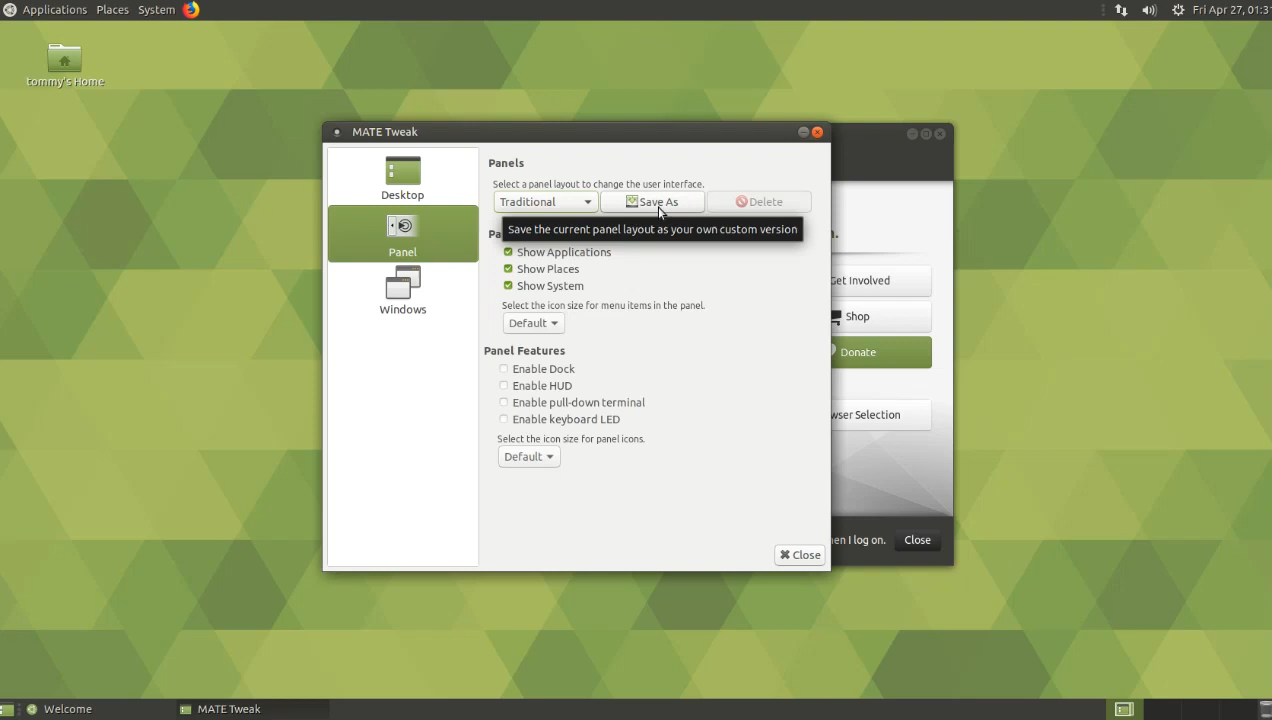 Applications Places System
Fri Apr 27, 01:31
tommy's Home
MATE Tweak
Desktop
Panel
Windows
Panels
Select a panel layout to change the user interface.
Traditional
Save As
Delete
Save the current panel layout as your own custom version
Show Applications
Show Places
Show System
Select the icon size for menu items in the panel.
Default
Panel Features
Enable Dock
Enable HUD
Enable pull-down terminal
Enable keyboard LED
Select the icon size for panel icons.
Default
Close
Get Involved
Shop
Donate
wser Selection
en I log on.
Close
Welcome
MATE Tweak